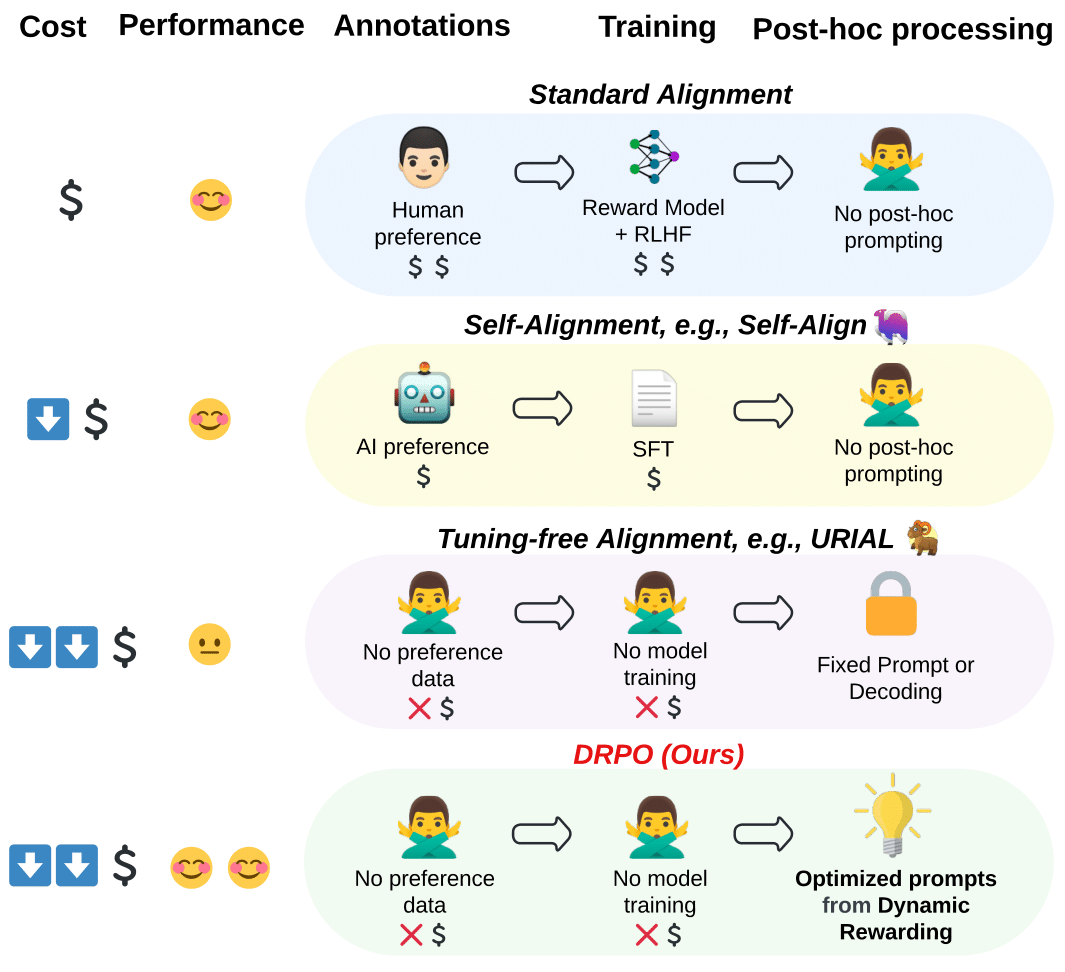 Cost Performance Annotations Training Post-hoc processing
Standard Alignment
$
Human
preference
$ $
Reward Model
+ RLHF
$ $
No post-hoc
prompting
Self-Alignment, e.g., Self-Align
$
AI preference
$
SFT
$
No post-hoc
prompting
Tuning-free Alignment, e.g., URIAL
$
No preference
data
$
No model
training
$
Fixed Prompt or
Decoding
DRPO (Ours)
$
No preference
data
$
No model
training
$
Optimized prompts
from Dynamic
Rewarding